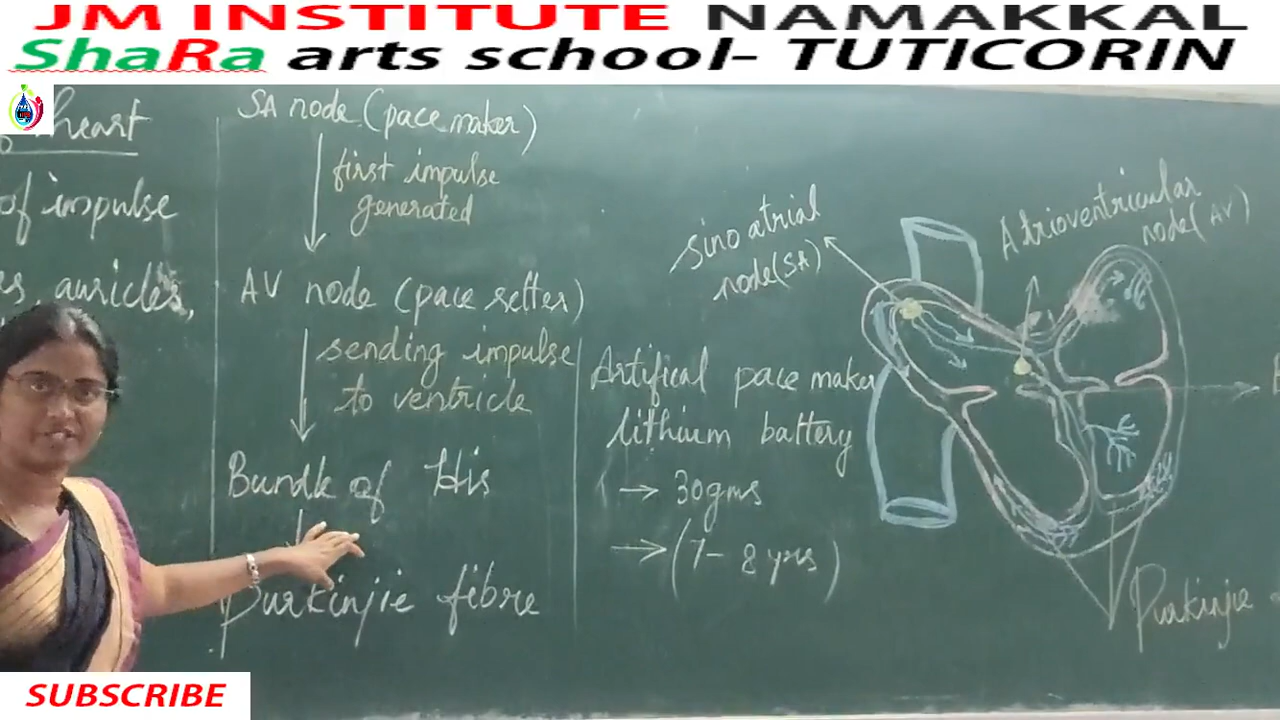 JM INSTITUTE NAMAKKAL
ShaRa arts school- TUTICORIN
heart
of impulse
es, auricles,
SA node (pace maker)
first impulse
generated
AV node (pace setter)
sending impulse
to ventricle
Bundle of His
Purkinjie fibre
Artifical pace maker
lithium battery
→ 30gms
→ (7- 8 yrs)
sino atrial
node(SA)
Atrioventricular
node(AV)
Purkinjie
SUBSCRIBE